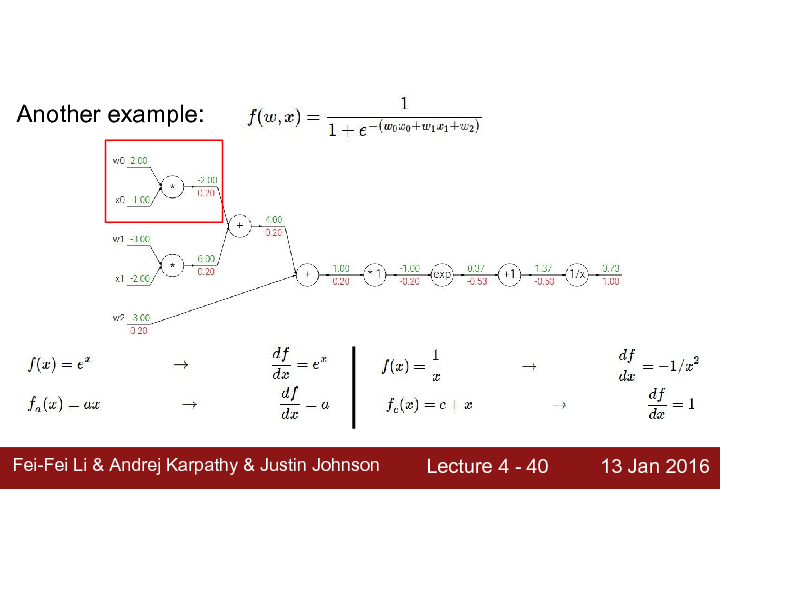 Another example: f(w, x) = 1 / (1 + e^−(w₀x₀+w₁x₁+w₂))
w0 2.00
* -2.00
0.20
x0 -1.00
+ 4.00
0.20
w1 -3.00
* 6.00
0.20
x1 -2.00
+ 1.00 *-1 -1.00 exp 0.37 +1 1.37 1/x 0.73
0.20 -0.20 -0.53 -0.53 1.00
w2 -3.00
0.20
f(x) = eˣ → df/dx = eˣ f(x) = 1/x → df/dx = −1/x²
fₐ(x) = ax → df/dx = a f_c(x) = c + x → df/dx = 1
Fei-Fei Li & Andrej Karpathy & Justin Johnson Lecture 4 - 40 13 Jan 2016